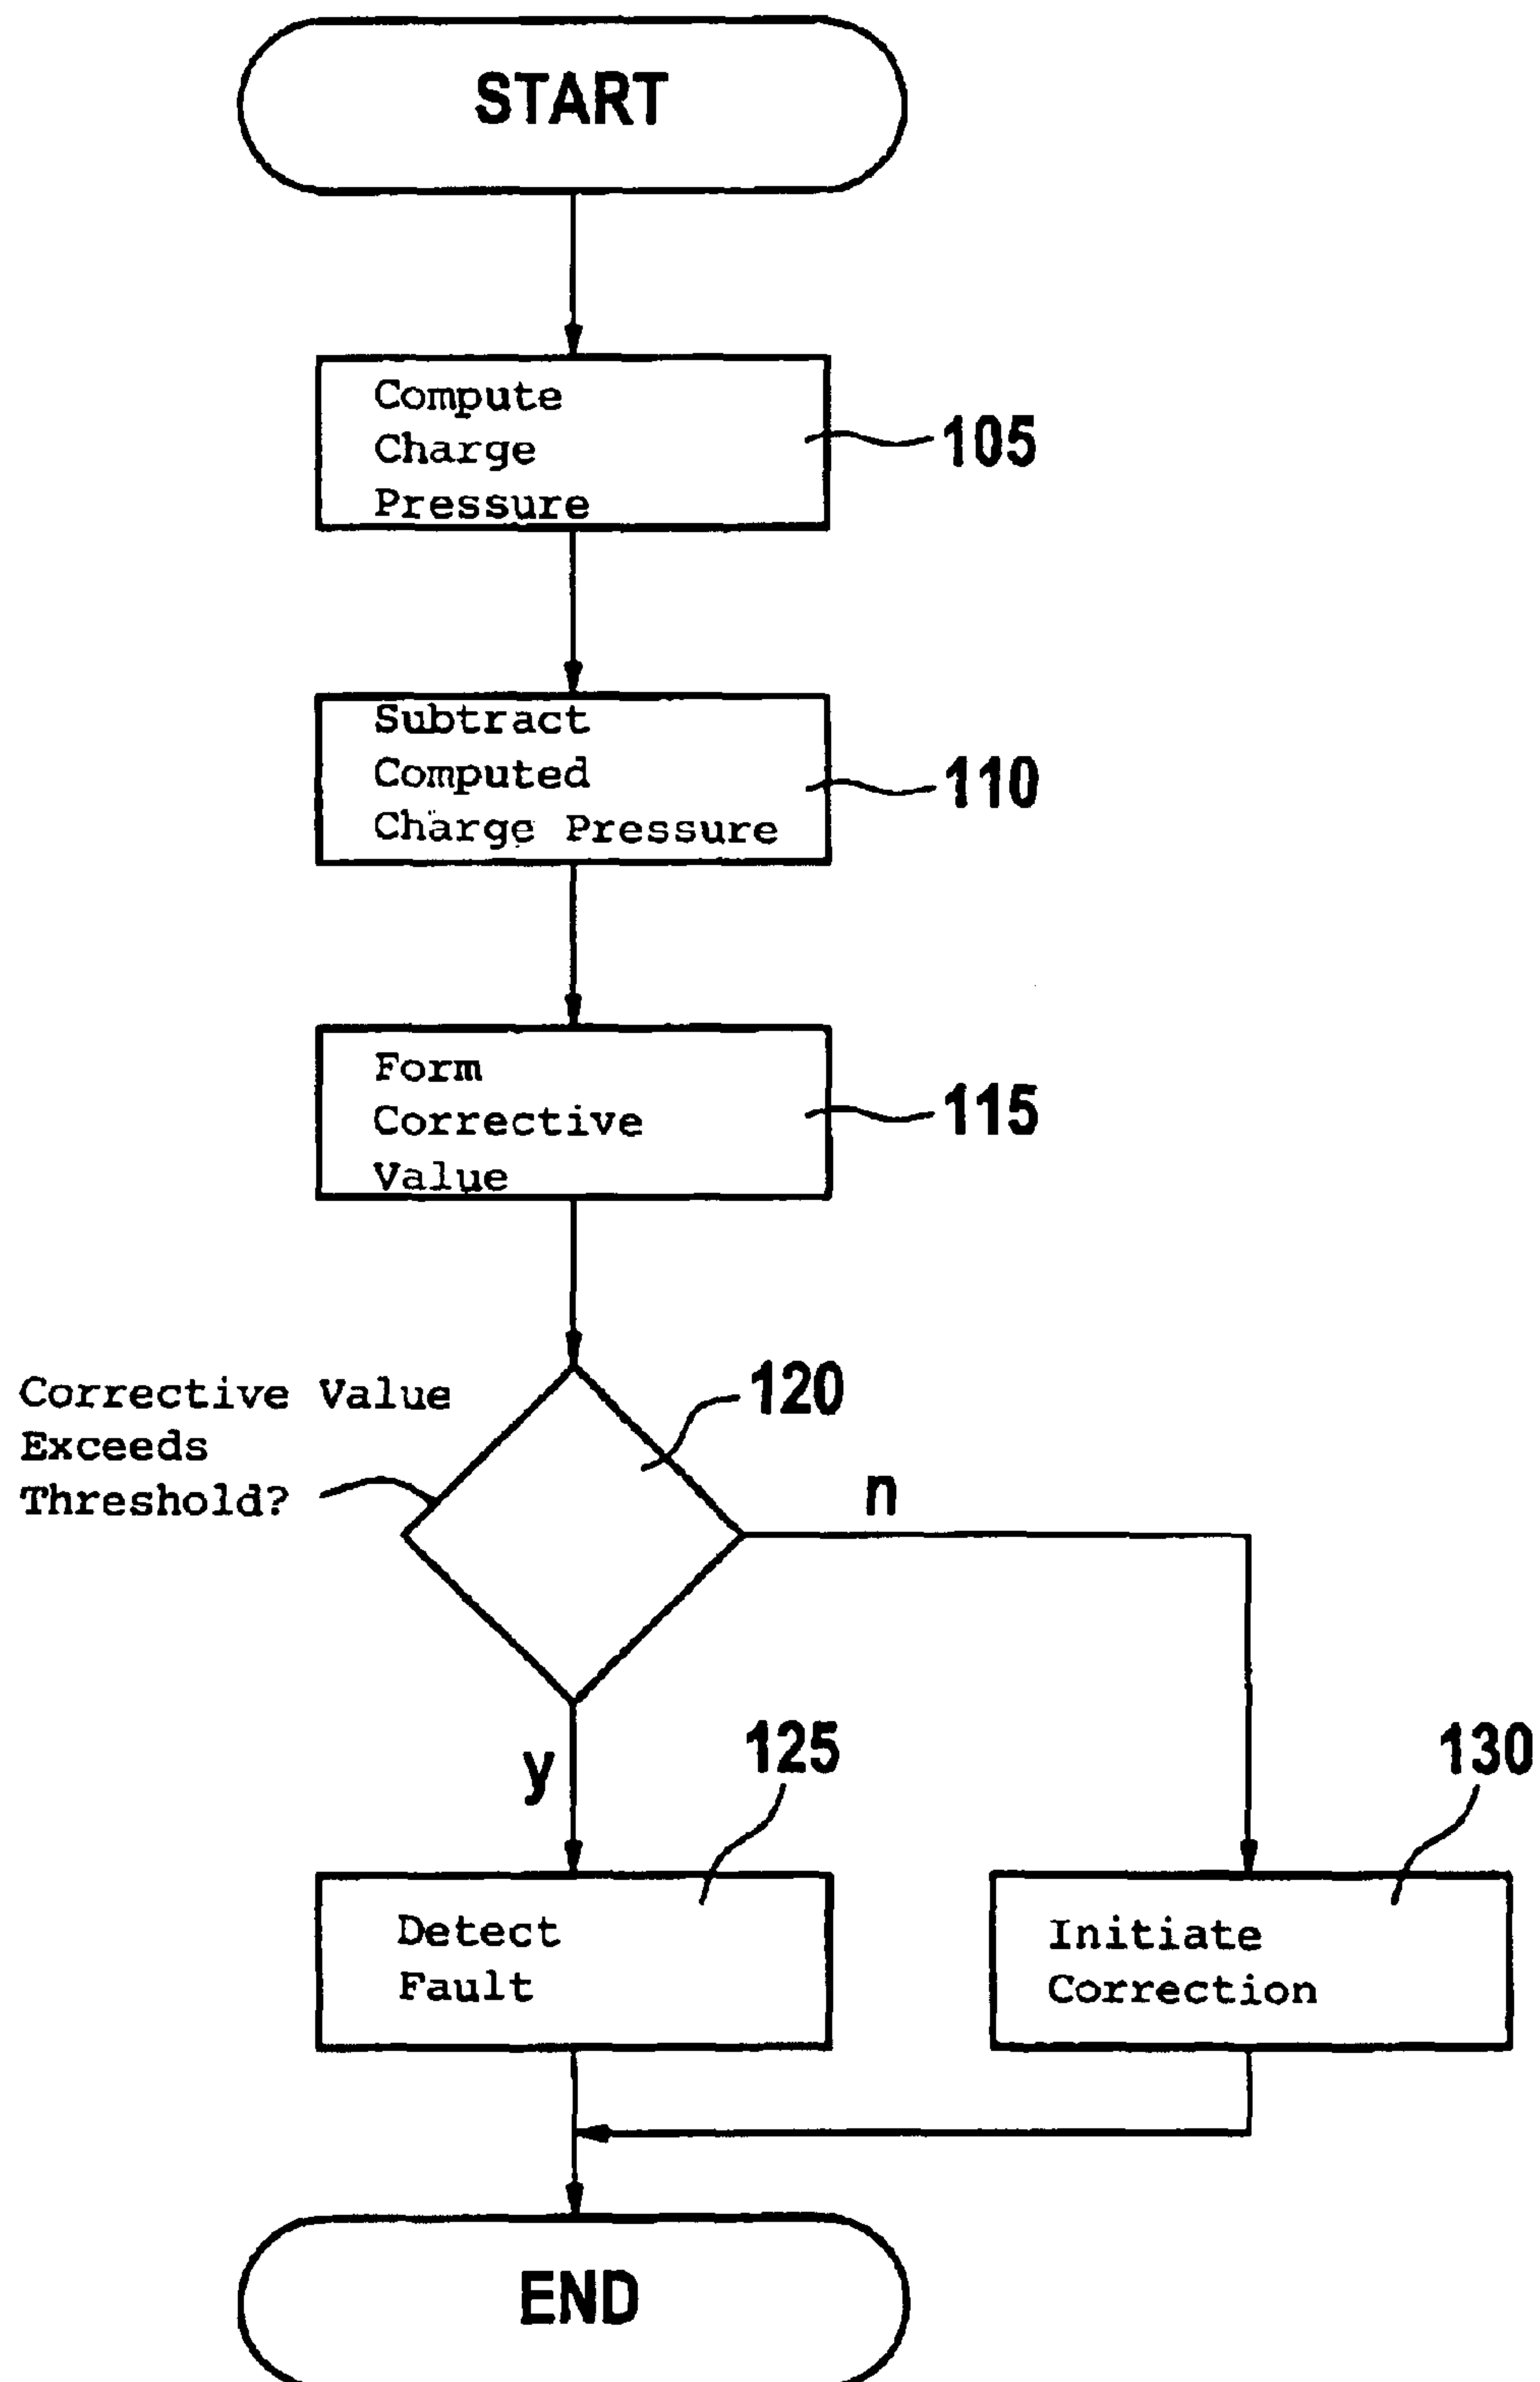 START
Compute
Charge
Pressure
105
Subtract
Computed
Charge Pressure
110
Form
Corrective
Value
115
Corrective Value
Exceeds
Threshold?
120
n
y
125
130
Detect
Fault
Initiate
Correction
END